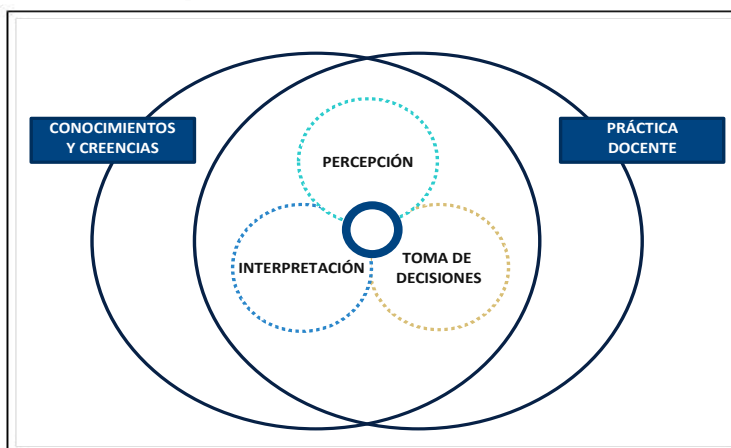 CONOCIMIENTOS
Y CREENCIAS
PRÁCTICA
DOCENTE
PERCEPCIÓN
INTERPRETACIÓN
TOMA DE
DECISIONES